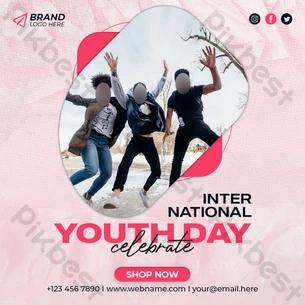 BRAND
LOGO HERE
INTER
NATIONAL
YOUTH DAY
celebrate
SHOP NOW
+123 456 7890 I www.webname.com I your@email.here
pikbest